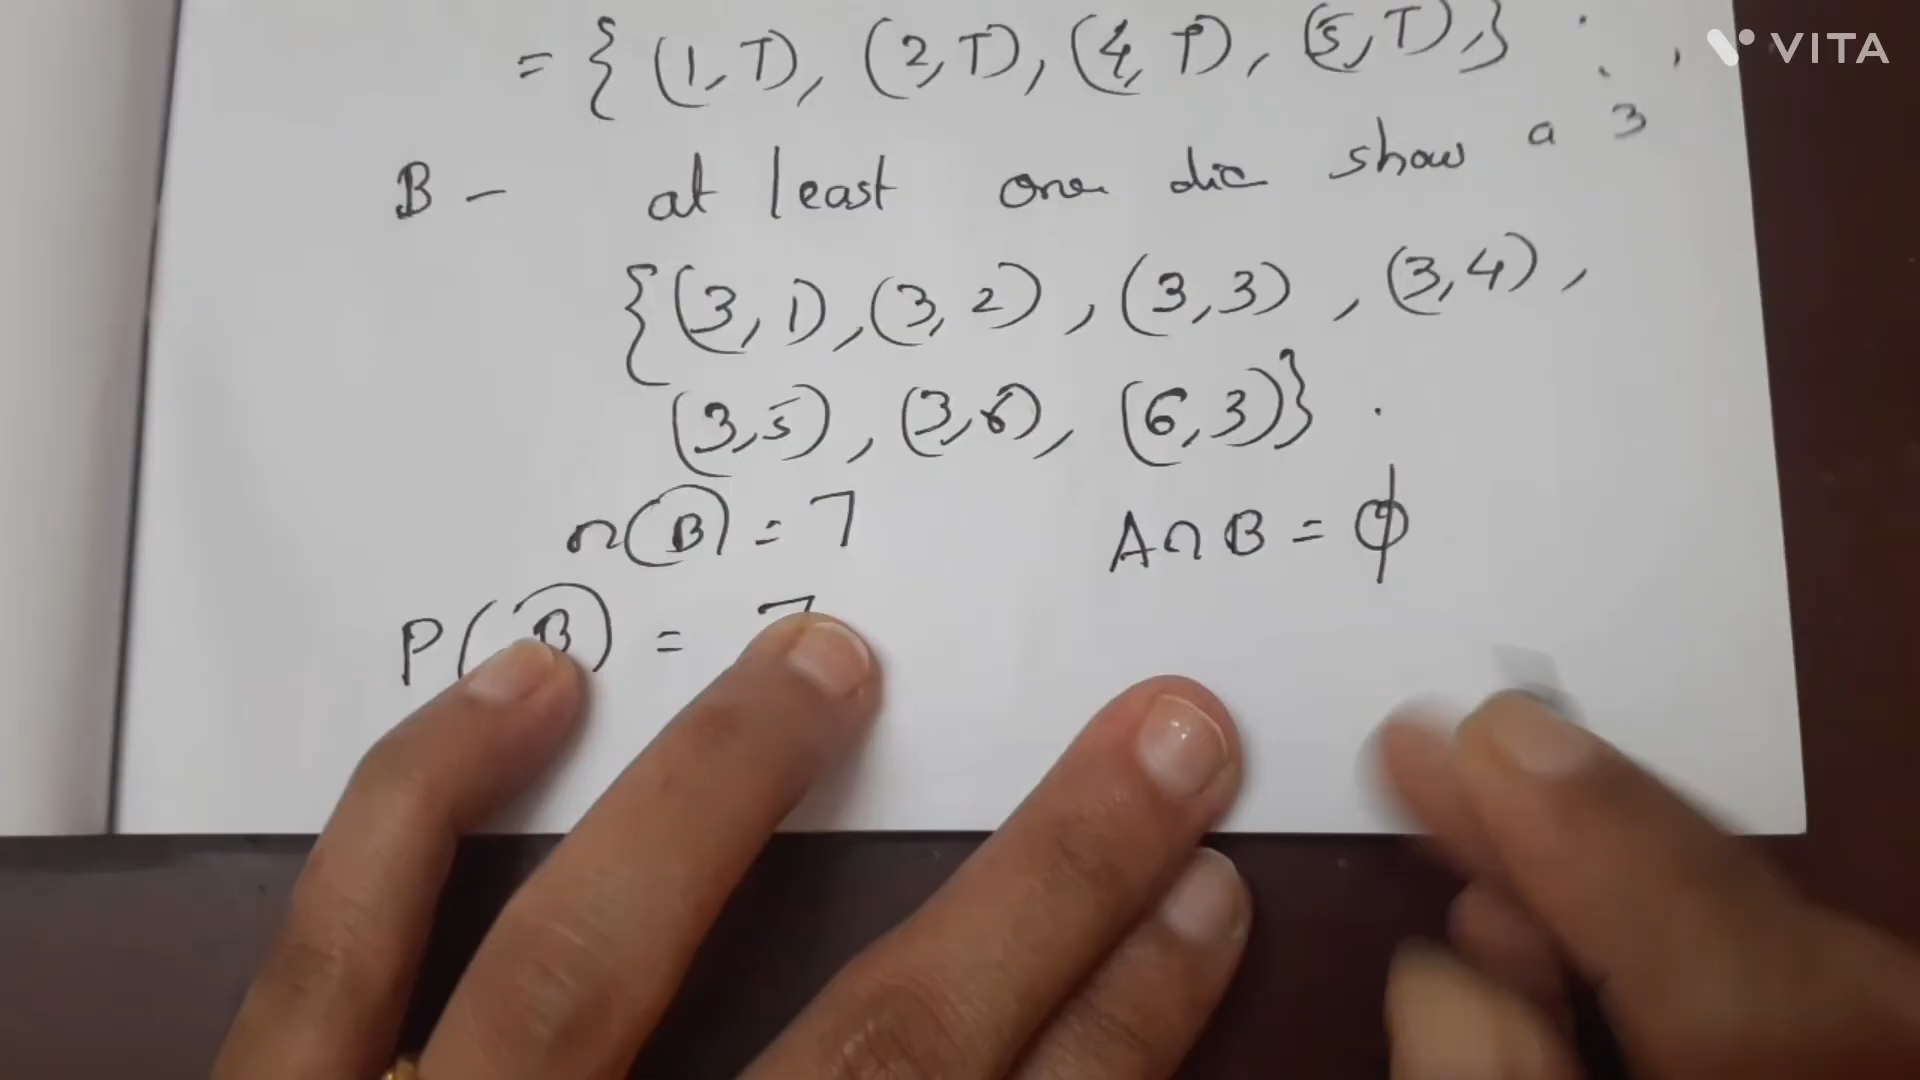 = { (1, T), (2, T), (4, T), (5, T), }
VITA
B - at least one die show a 3
{(3, 1), (3, 2), (3, 3), (3, 4),
(3, 5), (3, 6), (6, 3)} .
n(B) = 7 A∩B = ϕ
P(B) = 7